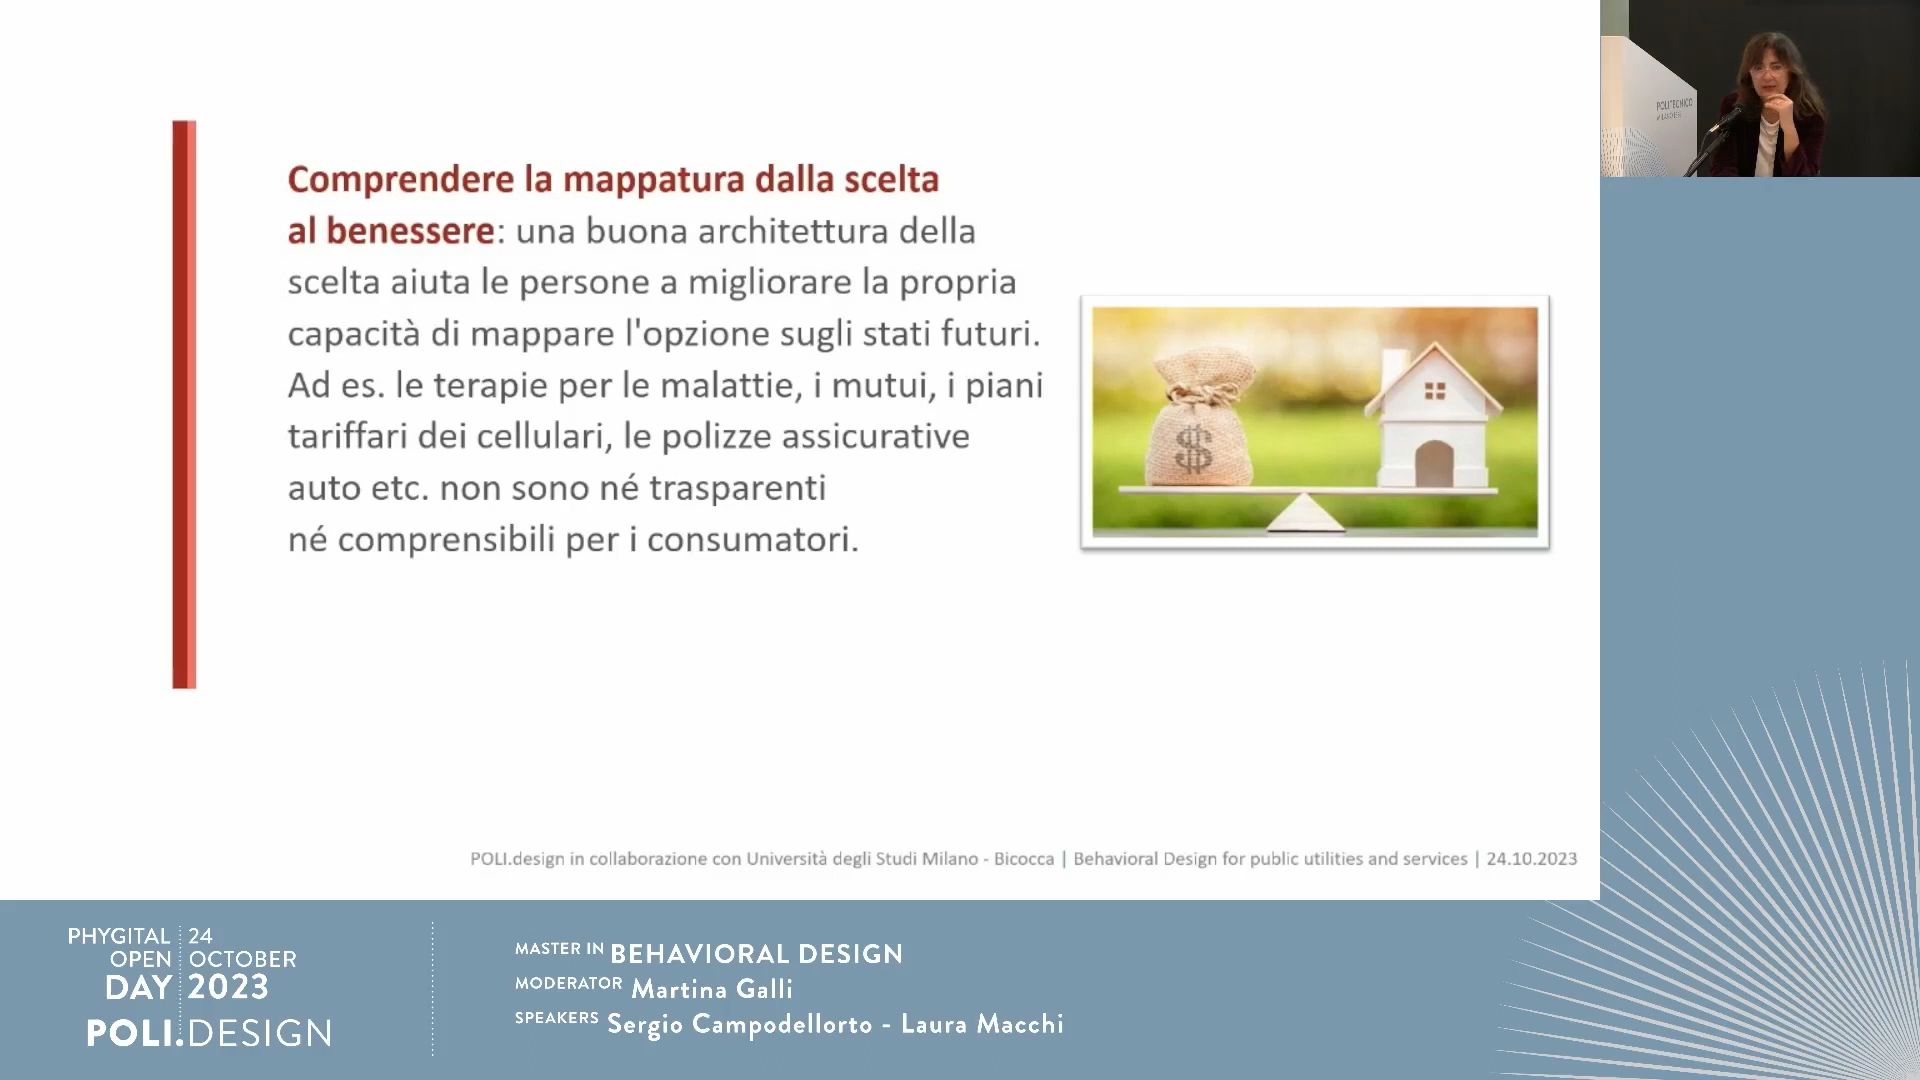 Comprendere la mappatura dalla scelta
al benessere: una buona architettura della
scelta aiuta le persone a migliorare la propria
capacità di mappare l'opzione sugli stati futuri.
Ad es. le terapie per le malattie, i mutui, i piani
tariffari dei cellulari, le polizze assicurative
auto etc. non sono né trasparenti
né comprensibili per i consumatori.
$
POLI.design in collaborazione con Università degli Studi Milano - Bicocca | Behavioral Design for public utilities and services | 24.10.2023
POLITECNICO
PHYGITAL 24
OPEN OCTOBER
DAY 2023
POLI.DESIGN
MASTER IN BEHAVIORAL DESIGN
MODERATOR Martina Galli
SPEAKERS Sergio Campodellorto - Laura Macchi